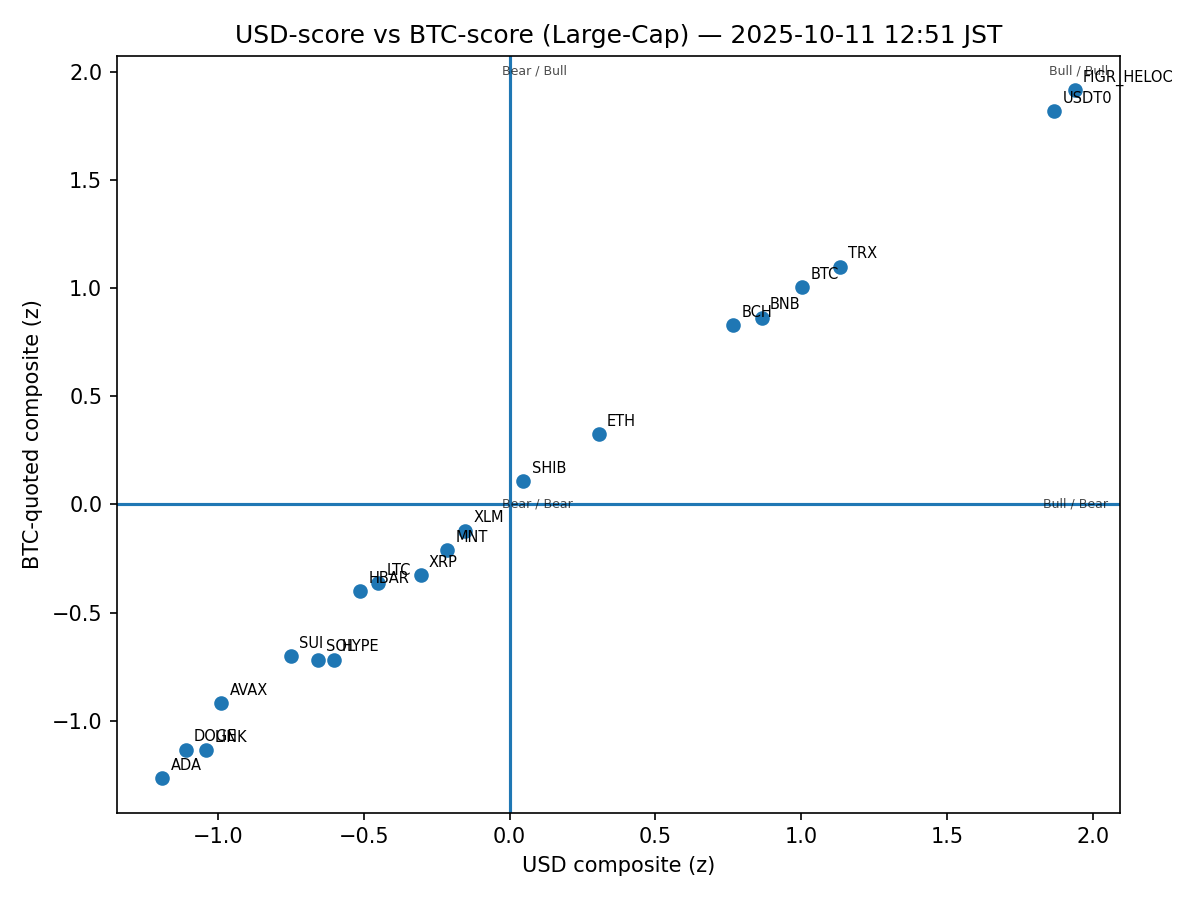 USD-score vs BTC-score (Large-Cap) — 2025-10-11 12:51 JST
2.0
Bear / Bull
Bull / Bull
FIGR_HELOC
USDT0
1.5
TRX
BTC
1.0
BNB
BCH
0.5
ETH
SHIB
0.0
Bear / Bear
Bull / Bear
XLM
MNT
XRP
LTC
HBAR
−0.5
SUI
SOL
HYPE
AVAX
−1.0
DOGE
LINK
ADA
−1.0
−0.5
0.0
0.5
1.0
1.5
2.0
USD composite (z)
BTC-quoted composite (z)